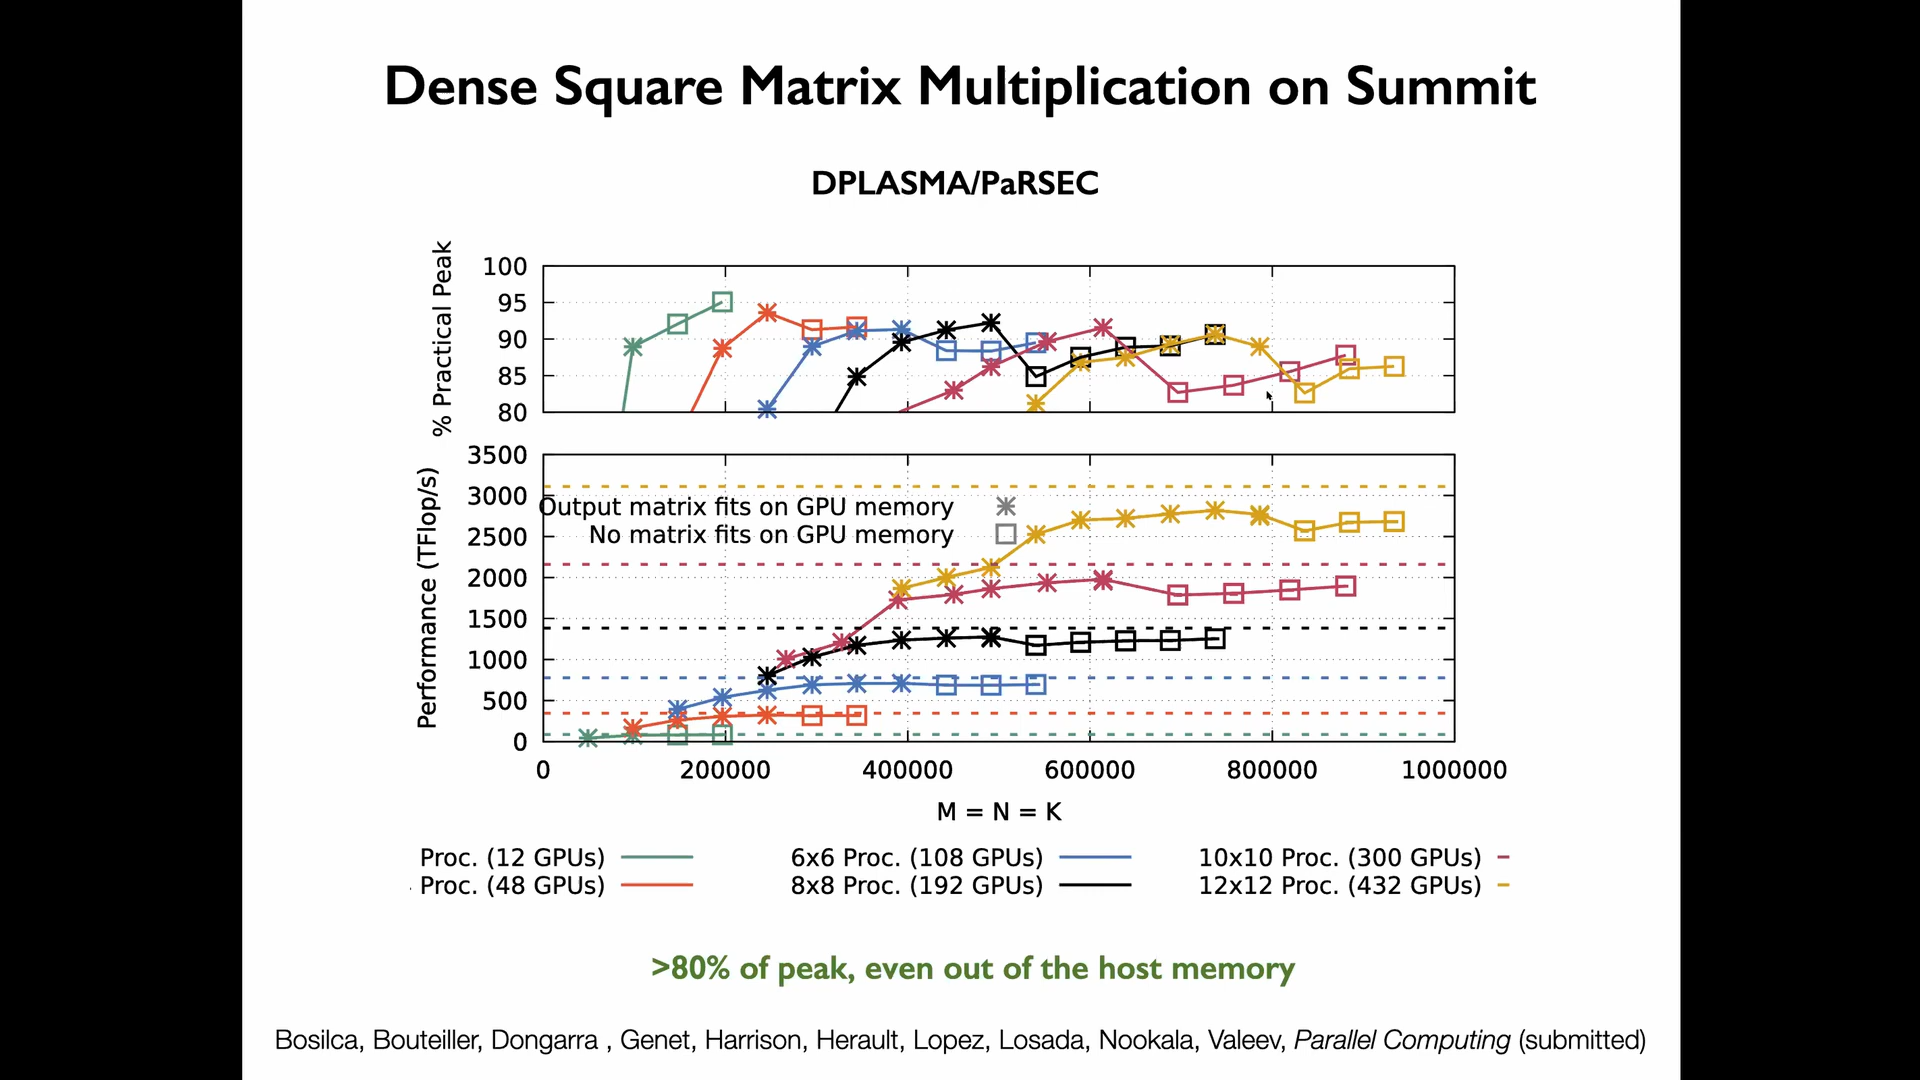 Dense Square Matrix Multiplication on Summit
DPLASMA/PaRSEC
% Practical Peak
100
95
90
85
80
Performance (TFlop/s)
3500
3000
2500
2000
1500
1000
500
0
Output matrix fits on GPU memory
No matrix fits on GPU memory
0 200000 400000 600000 800000 1000000
M = N = K
Proc. (12 GPUs) 6x6 Proc. (108 GPUs) 10x10 Proc. (300 GPUs)
Proc. (48 GPUs) 8x8 Proc. (192 GPUs) 12x12 Proc. (432 GPUs)
>80% of peak, even out of the host memory
Bosilca, Bouteiller, Dongarra , Genet, Harrison, Herault, Lopez, Losada, Nookala, Valeev, Parallel Computing (submitted)